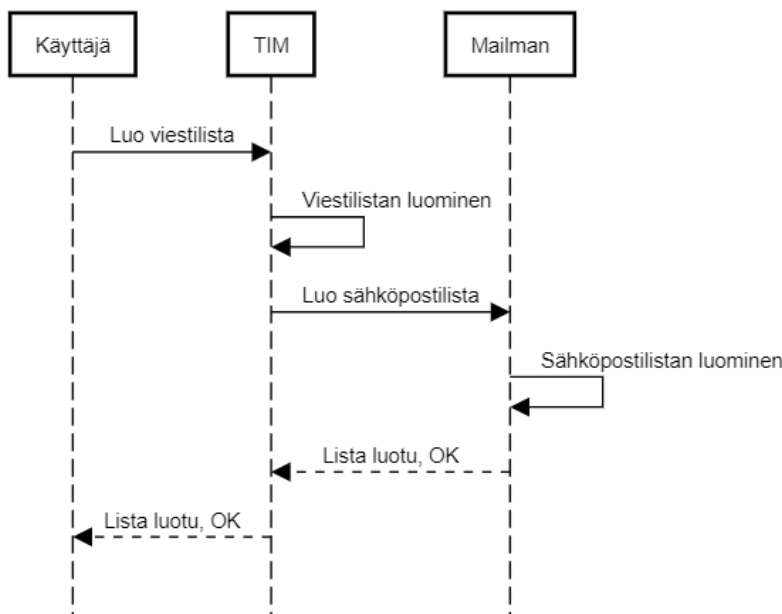 Käyttäjä
TIM
Mailman
Luo viestilista
Viestilistan luominen
Luo sähköpostilista
Sähköpostilistan luominen
Lista luotu, OK
Lista luotu, OK